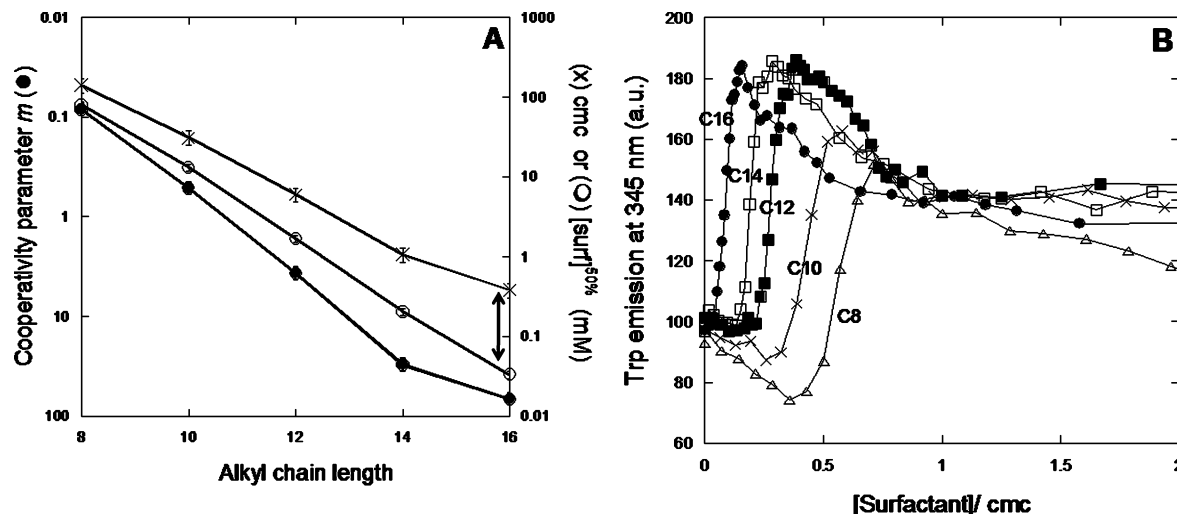 A
Cooperativity parameter m (●)
0.01
0.1
1
10
100
8
10
12
14
16
Alkyl chain length
1000
100
10
1
0.1
0.01
(x) cmc or (O) [surf]50% (mM)
B
Trp emission at 345 nm (a.u.)
200
180
160
140
120
100
80
60
C16
C14
C12
C10
C8
0
0.5
1
1.5
2
[Surfactant]/ cmc